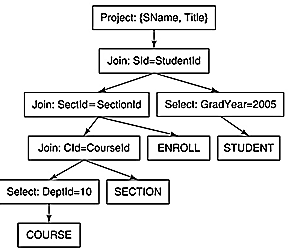 Project: {SName, Title}
Join: SId=StudentId
Join: SectId=SectionId
Select: GradYear=2005
Join: CId=CourseId
ENROLL
STUDENT
Select: DeptId=10
SECTION
COURSE